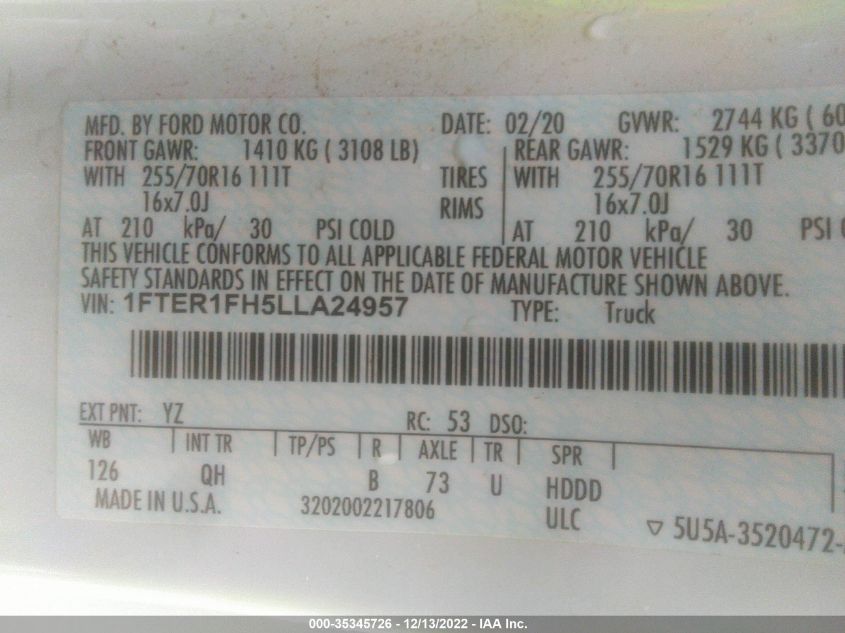 MFD. BY FORD MOTOR CO. DATE: 02/20 GVWR: 2744 KG ( 60
FRONT GAWR: 1410 KG ( 3108 LB) REAR GAWR: 1529 KG ( 3370
WITH 255/70R16 111T TIRES WITH 255/70R16 111T
16x7.0J RIMS 16x7.0J
AT 210 kPa/ 30 PSI COLD AT 210 kPa/ 30 PSI
THIS VEHICLE CONFORMS TO ALL APPLICABLE FEDERAL MOTOR VEHICLE
SAFETY STANDARDS IN EFFECT ON THE DATE OF MANUFACTURE SHOWN ABOVE.
VIN: 1FTER1FH5LLA24957 TYPE: Truck
EXT PNT: YZ RC: 53 DSO:
WB INT TR TP/PS R AXLE TR SPR
126 QH B 73 U HDDD
MADE IN U.S.A. 3202002217806 ULC
5U5A-3520472-
000-35345726 - 12/13/2022 - IAA Inc.